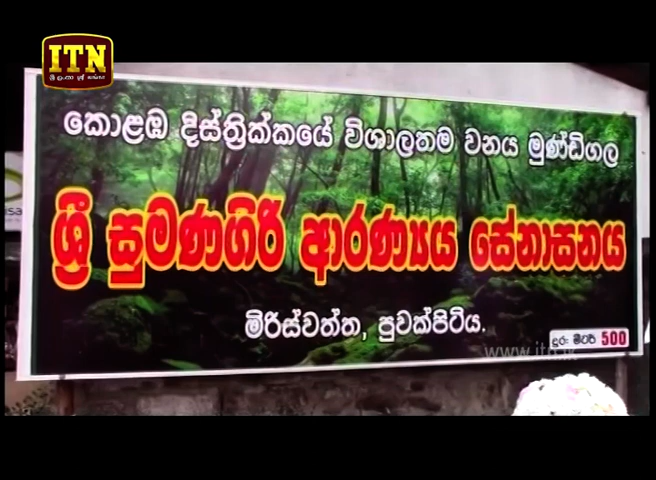 ITN
කොළඹ දිස්ත්‍රික්කයේ විශාලතම වනය මුණ්ඩිගල
ශ්‍රී සුමණගිරි ආරණ්‍යය සේනාසනය
මිරිස්වත්ත, පුවක්පිටිය.
දුර: මීටර් 500
www.itn.lk